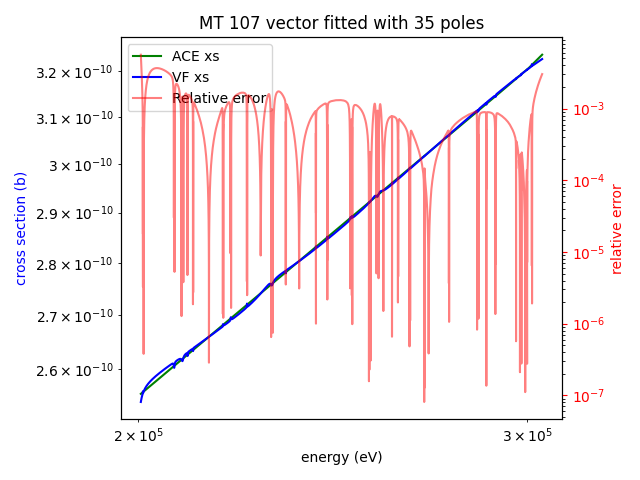 MT 107 vector fitted with 35 poles
ACE xs
VF xs
Relative error
cross section (b)
3.2 × 10⁻¹⁰
3.1 × 10⁻¹⁰
3 × 10⁻¹⁰
2.9 × 10⁻¹⁰
2.8 × 10⁻¹⁰
2.7 × 10⁻¹⁰
2.6 × 10⁻¹⁰
10⁻³
10⁻⁴
10⁻⁵
10⁻⁶
10⁻⁷
relative error
2 × 10⁵
3 × 10⁵
energy (eV)